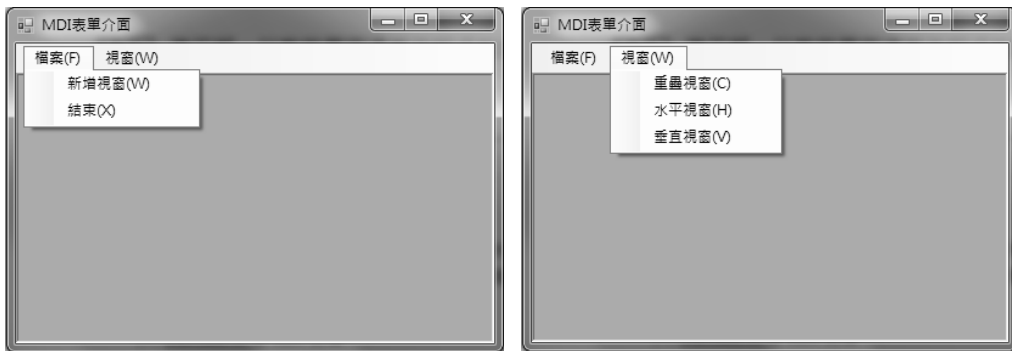 MDI表單介面
檔案(F) 視窗(W)
新增視窗(W)
結束(X)
MDI表單介面
檔案(F) 視窗(W)
重疊視窗(C)
水平視窗(H)
垂直視窗(V)